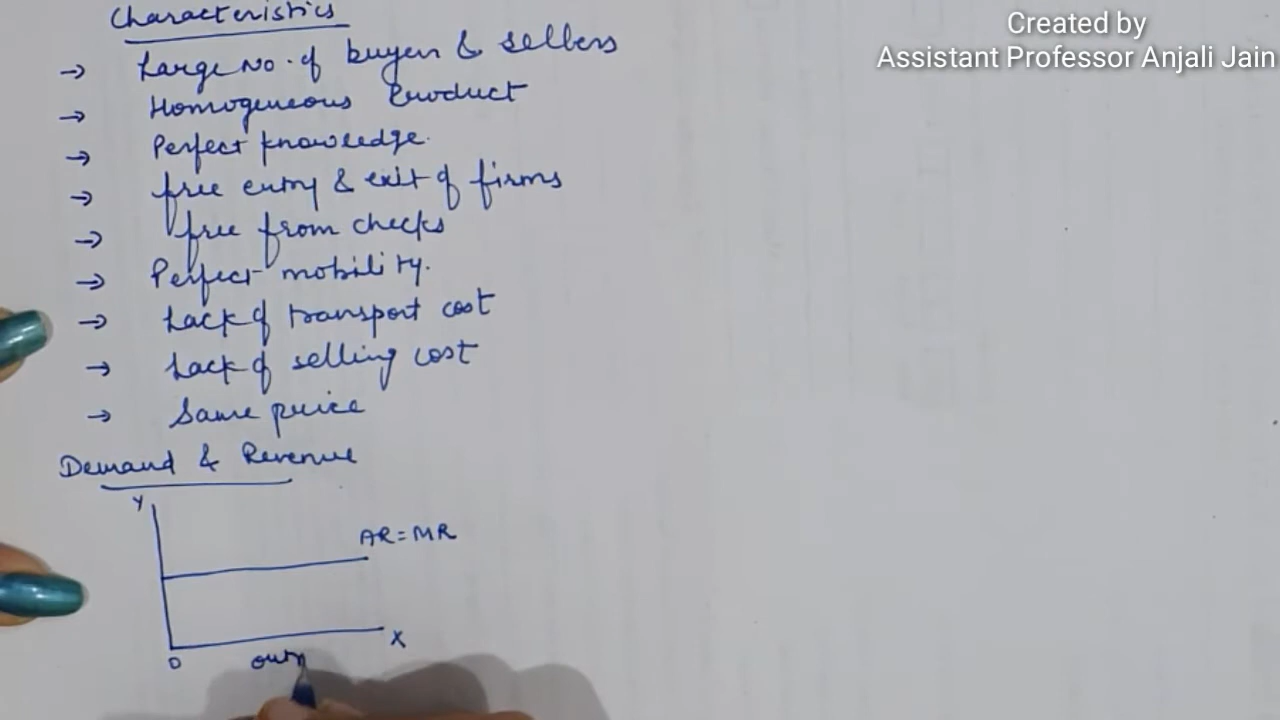 Characteristics
Created by
Assistant Professor Anjali Jain
→ Large No. of buyers & sellers
→ Homogeneous Product
→ Perfect knowledge.
→ free entry & exit of firms
→ free from checks
→ Perfect mobility.
→ Lack of transport cost
→ Lack of selling cost
→ Same price
Demand & Revenue
Y
AR = MR
X
O